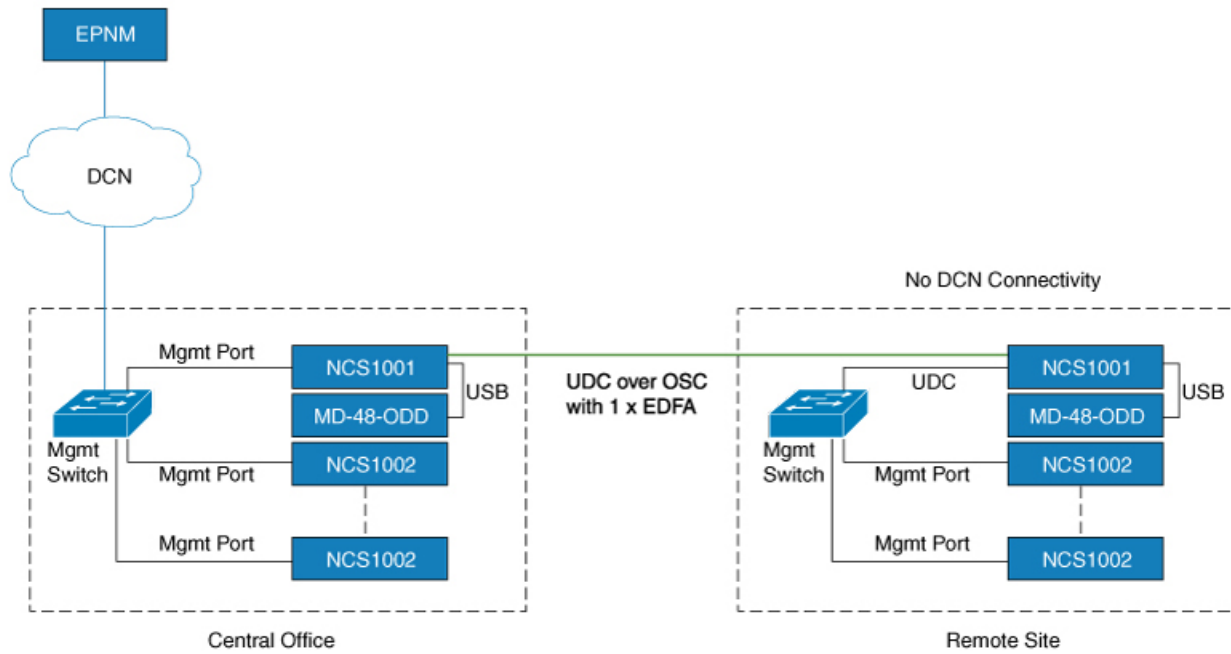 EPNM
DCN
No DCN Connectivity
Mgmt Port
NCS1001
USB
MD-48-ODD
Mgmt
Switch
Mgmt Port
NCS1002
Mgmt Port
NCS1002
Central Office
UDC over OSC
with 1 x EDFA
UDC
NCS1001
USB
MD-48-ODD
Mgmt
Switch
Mgmt Port
NCS1002
Mgmt Port
NCS1002
Remote Site